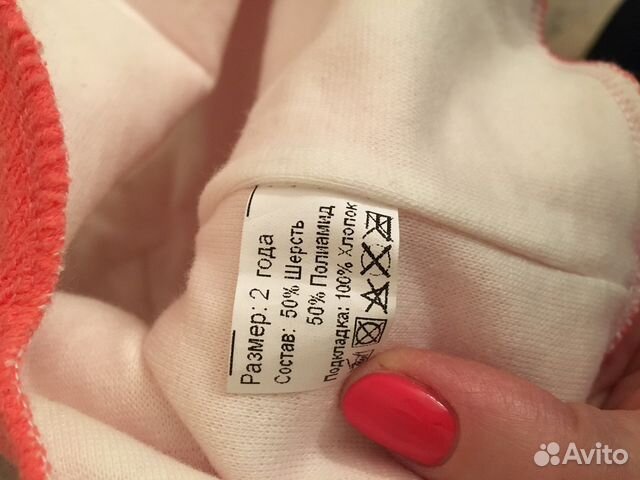 Размер: 2 года
Состав: 50% Шерсть
50% Полиамид
Подкладка: 100% Хлопок
Avito